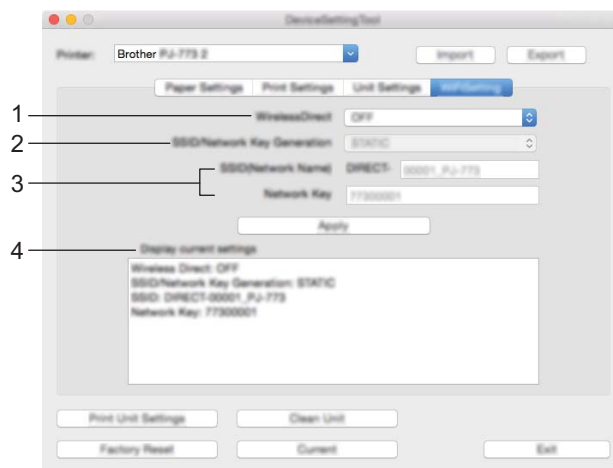 DeviceSettingTool
Printer: Brother PJ-773 2 Import Export
Paper Settings Print Settings Unit Settings WiFiSetting
1 WirelessDirect OFF
2 SSID/Network Key Generation STATIC
3 SSID(Network Name) DIRECT- 00001_PJ-773
Network Key 77300001
Apply
4 Display current settings
Wireless Direct: OFF
SSID/Network Key Generation: STATIC
SSID: DIRECT-00001_PJ-773
Network Key: 77300001
Print Unit Settings Clean Unit
Factory Reset Current Exit